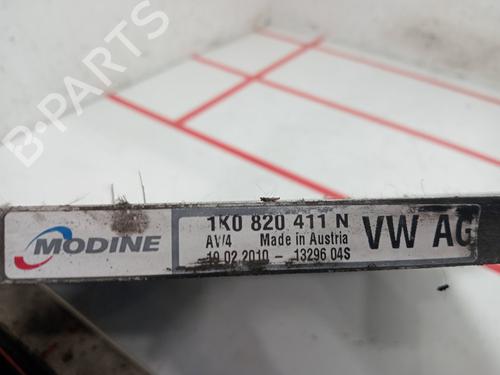 B-PARTS
MODINE
1K0 820 411 N
AV/4 Made in Austria
19.02.2010 - 13296 04S
VW AG